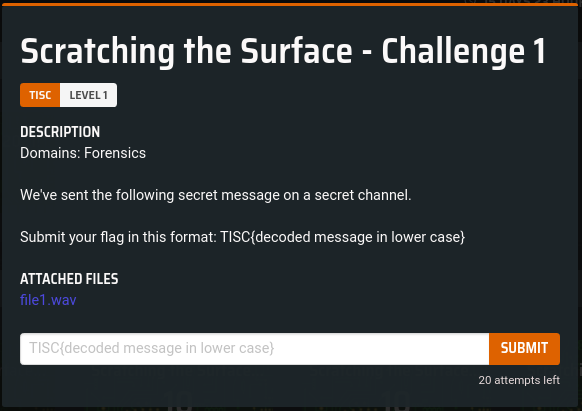 Scratching the Surface - Challenge 1
TISC LEVEL 1
DESCRIPTION
Domains: Forensics
We've sent the following secret message on a secret channel.
Submit your flag in this format: TISC{decoded message in lower case}
ATTACHED FILES
file1.wav
TISC{decoded message in lower case} SUBMIT
20 attempts left